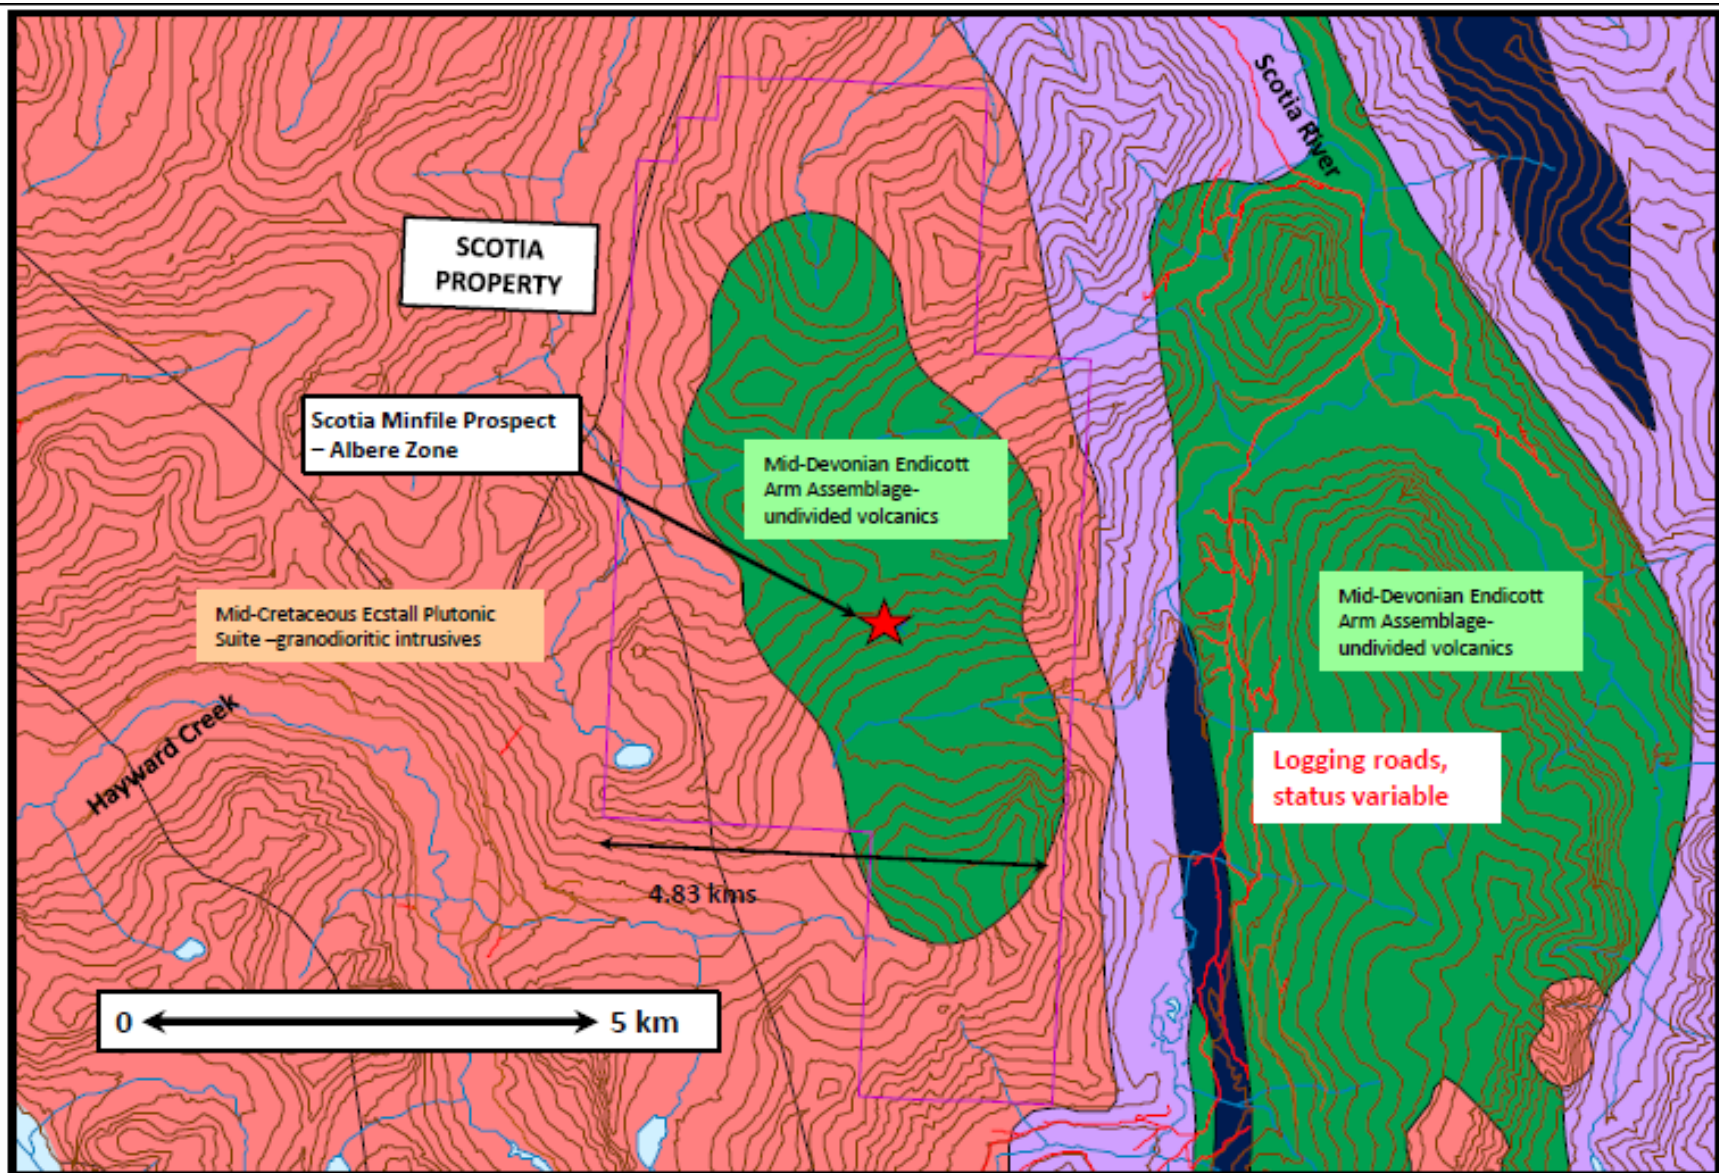 Scotia River
SCOTIA
PROPERTY
Scotia Minfile Prospect
– Albere Zone
Mid-Devonian Endicott
Arm Assemblage-
undivided volcanics
Mid-Cretaceous Ecstall Plutonic
Suite –granodioritic intrusives
Mid-Devonian Endicott
Arm Assemblage-
undivided volcanics
Hayward Creek
Logging roads,
status variable
4.83 kms
0 5 km